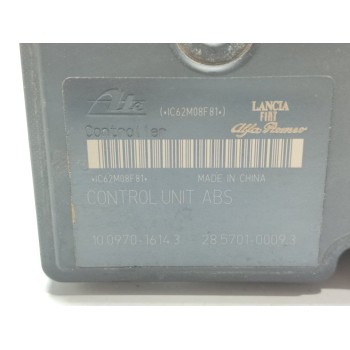 Ate (*IC62M08F81*) LANCIA
FIAT
Controller Alfa Romeo
*IC62M08F81* MADE IN CHINA
CONTROL UNIT ABS
10.0970-1614.3 28.5701-0009.3